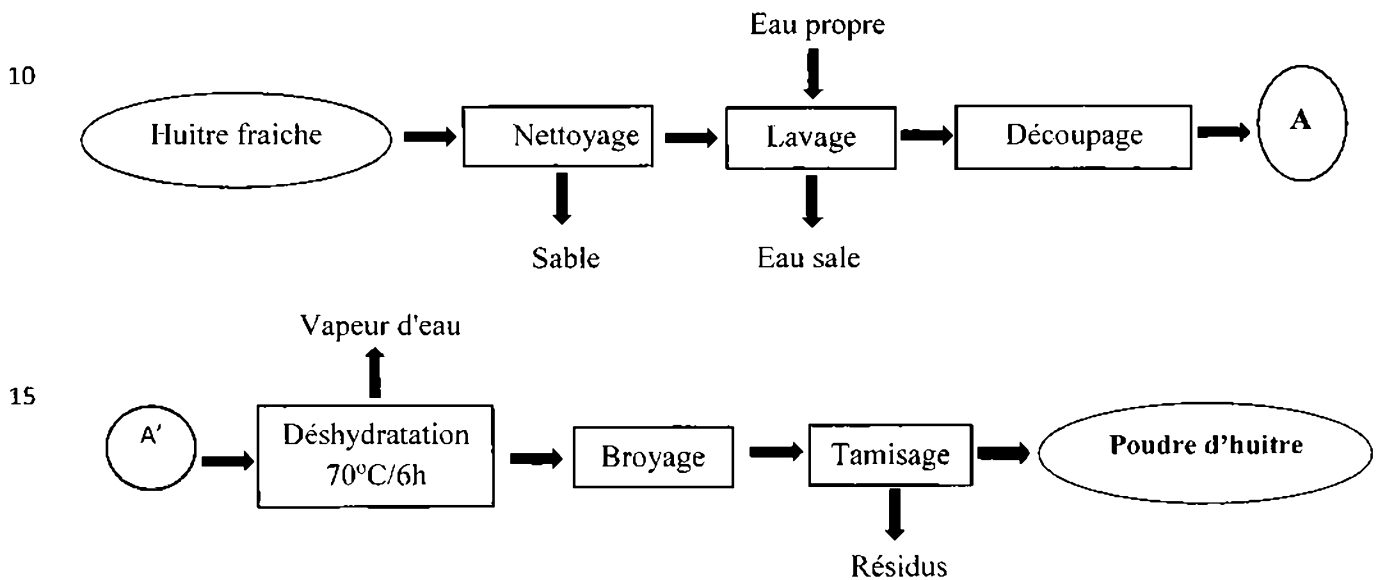 Eau propre
10
Huitre fraiche
Nettoyage
Lavage
Découpage
A
Sable
Eau sale
Vapeur d'eau
15
A'
Déshydratation
70°C/6h
Broyage
Tamisage
Poudre d'huitre
Résidus